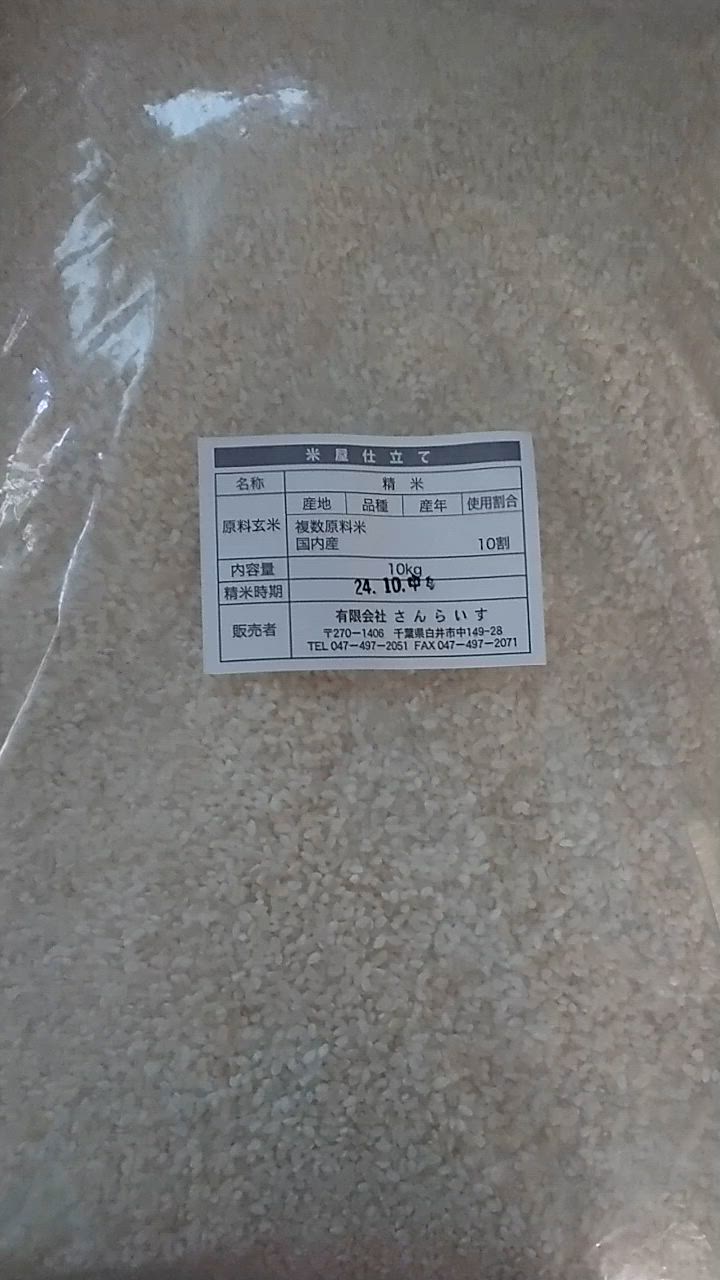 米屋仕立て
名称 精米
原料玄米 産地 品種 産年 使用割合
複数原料米
国内産 10割
内容量 10kg
精米時期 24.10.中旬
販売者 有限会社 さんらいす
〒270-1406 千葉県白井市中149-28
TEL 047-497-2051 FAX 047-497-2071